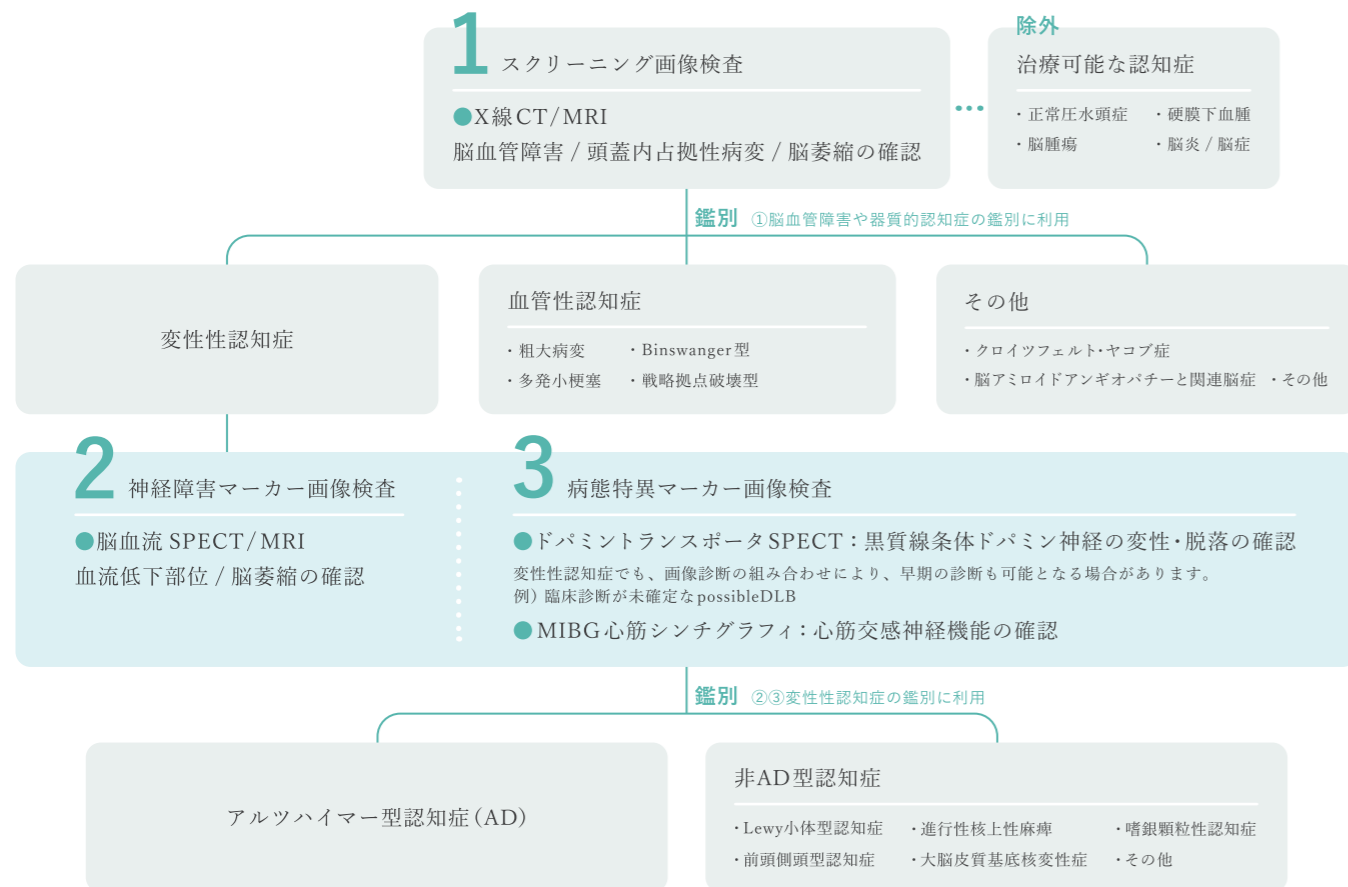 1 スクリーニング画像検査
●X線CT/MRI
脳血管障害 / 頭蓋内占拠性病変 / 脳萎縮の確認
…
除外
治療可能な認知症
・正常圧水頭症 ・硬膜下血腫
・脳腫瘍 ・脳炎 / 脳症
鑑別 ①脳血管障害や器質的認知症の鑑別に利用
変性性認知症
血管性認知症
・粗大病変 ・Binswanger型
・多発小梗塞 ・戦略拠点破壊型
その他
・クロイツフェルト・ヤコブ症
・脳アミロイドアンギオパチーと関連脳症 ・その他
2 神経障害マーカー画像検査
●脳血流 SPECT/MRI
血流低下部位 / 脳萎縮の確認
3 病態特異マーカー画像検査
●ドパミントランスポータSPECT：黒質線条体ドパミン神経の変性・脱落の確認
変性性認知症でも、画像診断の組み合わせにより、早期の診断も可能となる場合があります。
例）臨床診断が未確定なpossibleDLB
●MIBG心筋シンチグラフィ：心筋交感神経機能の確認
鑑別 ②③変性性認知症の鑑別に利用
アルツハイマー型認知症（AD）
非AD型認知症
・Lewy小体型認知症 ・進行性核上性麻痺 ・嗜銀顆粒性認知症
・前頭側頭型認知症 ・大脳皮質基底核変性症 ・その他